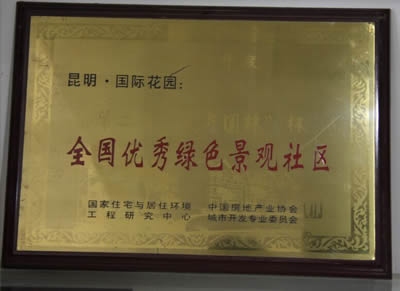 昆明·国际花园:
全国优秀绿色景观社区
国家住宅与居住环境 中国房地产业协会
工程研究中心 城市开发专业委员会